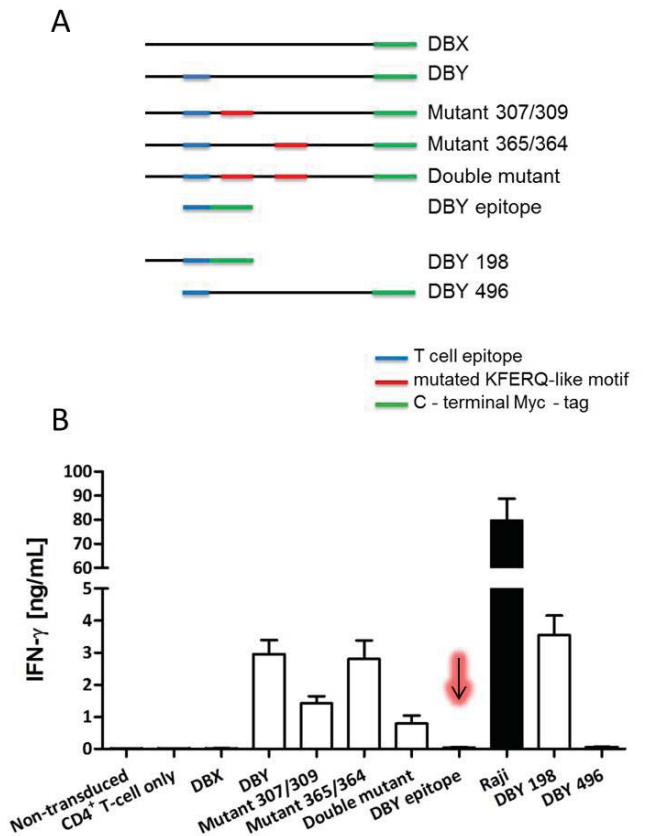 A
DBX
DBY
Mutant 307/309
Mutant 365/364
Double mutant
DBY epitope
DBY 198
DBY 496
T cell epitope
mutated KFERQ-like motif
C - terminal Myc - tag
B
IFN-γ [ng/mL]
100
90
80
70
60
5
4
3
2
1
0
Non-transduced
CD4⁺ T-cell only
DBX
DBY
Mutant 307/309
Mutant 365/364
Double mutant
DBY epitope
Raji
DBY 198
DBY 496